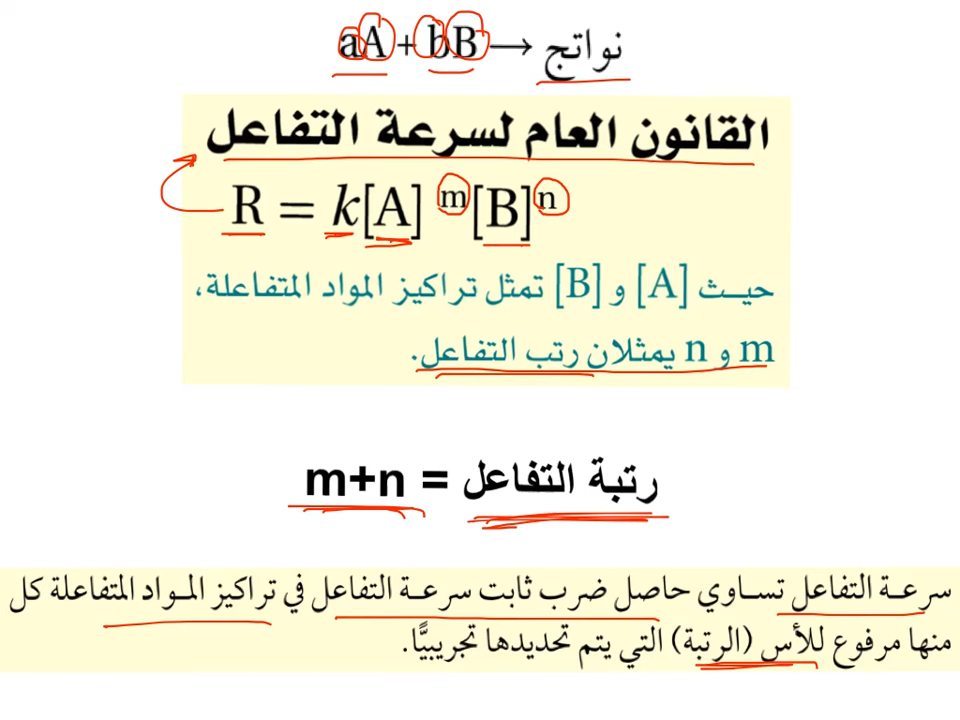 aA + bB → نواتج
القانون العام لسرعة التفاعل
R = k[A]ᵐ[B]ⁿ
حيث [A] و [B] تمثل تراكيز المواد المتفاعلة،
m و n يمثلان رتب التفاعل.
رتبة التفاعل = m+n
سرعة التفاعل تساوي حاصل ضرب ثابت سرعة التفاعل في تراكيز المواد المتفاعلة كل
منها مرفوع للأس (الرتبة) التي يتم تحديدها تجريبيًّا.